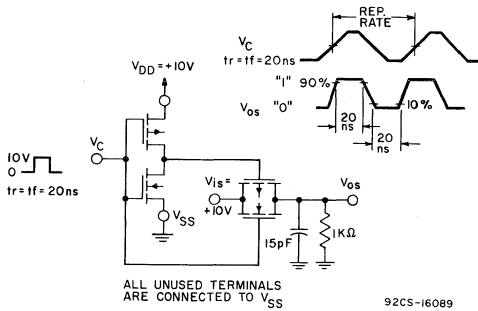 REP.
RATE
VC
tr = tf = 20ns
"1" 90%
VOS "0"
10%
20
ns
20
ns
VDD = +10V
VC
10V
0
tr = tf = 20ns
VSS
Vis =
+10V
VOS
15pF
1KΩ
ALL UNUSED TERMINALS
ARE CONNECTED TO VSS
92CS-16089